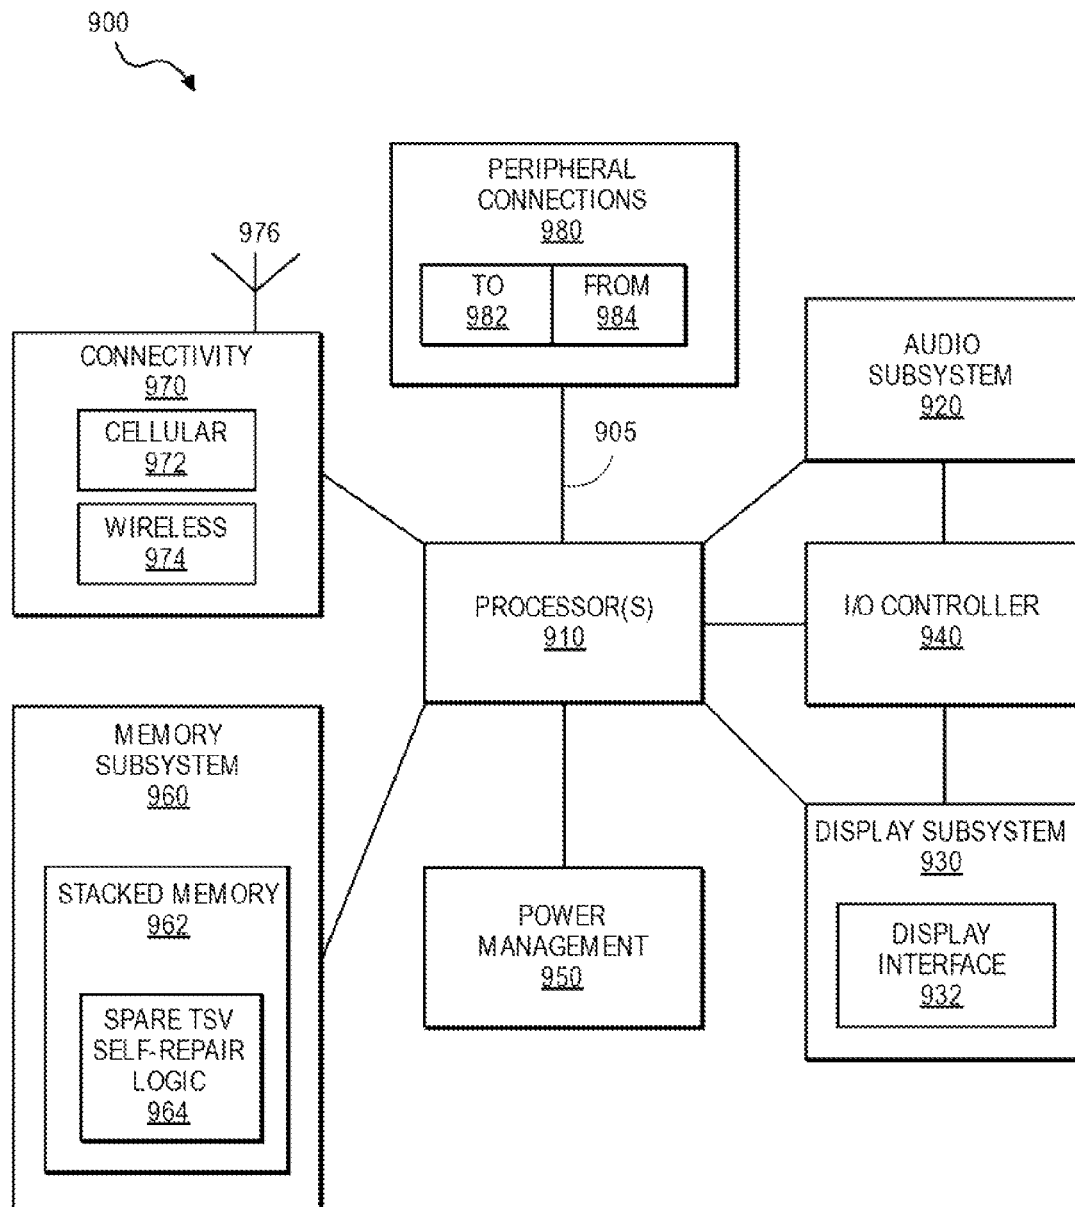 900
PERIPHERAL
CONNECTIONS
980
TO
982
FROM
984
976
CONNECTIVITY
970
CELLULAR
972
WIRELESS
974
905
AUDIO
SUBSYSTEM
920
PROCESSOR(S)
910
I/O CONTROLLER
940
MEMORY
SUBSYSTEM
960
STACKED MEMORY
962
SPARE TSV
SELF-REPAIR
LOGIC
964
POWER
MANAGEMENT
950
DISPLAY SUBSYSTEM
930
DISPLAY
INTERFACE
932